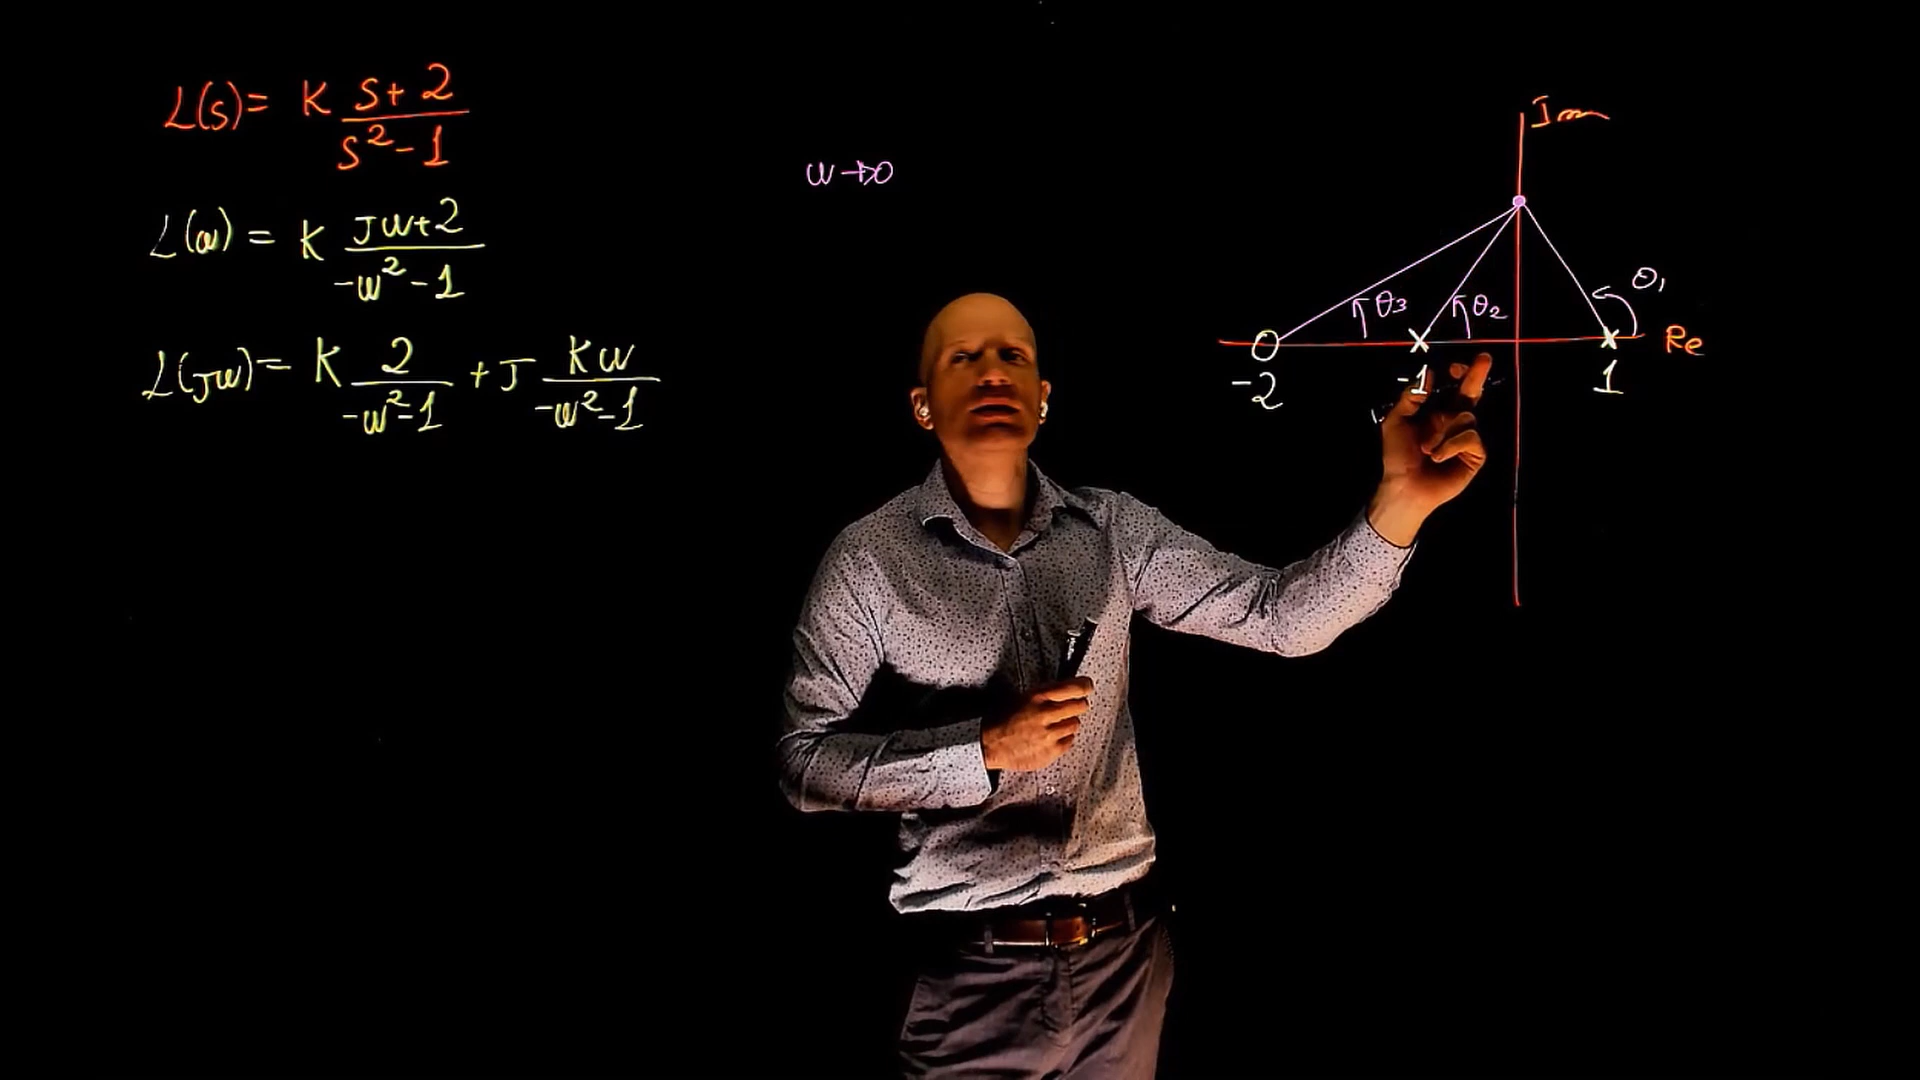 L(s) = K (s+2)/(s²-1)
L(ω) = K (Jω+2)/(-ω²-1)
L(Jω) = K 2/(-ω²-1) + J Kω/(-ω²-1)
ω→0
Im
θ₁
θ₃ θ₂
Re
-2 -1 1